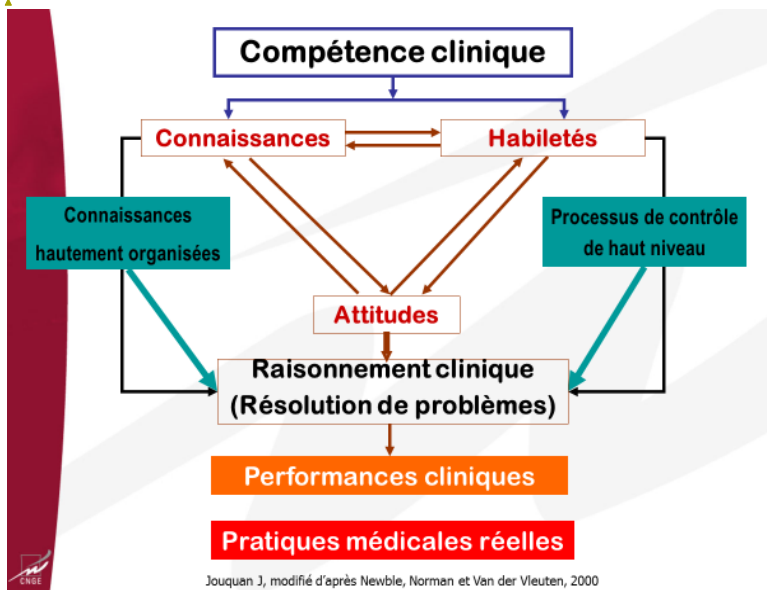 Compétence clinique
Connaissances
Habiletés
Connaissances
hautement organisées
Processus de contrôle
de haut niveau
Attitudes
Raisonnement clinique
(Résolution de problèmes)
Performances cliniques
Pratiques médicales réelles
CNGE
Jouquan J, modifié d'après Newble, Norman et Van der Vleuten, 2000